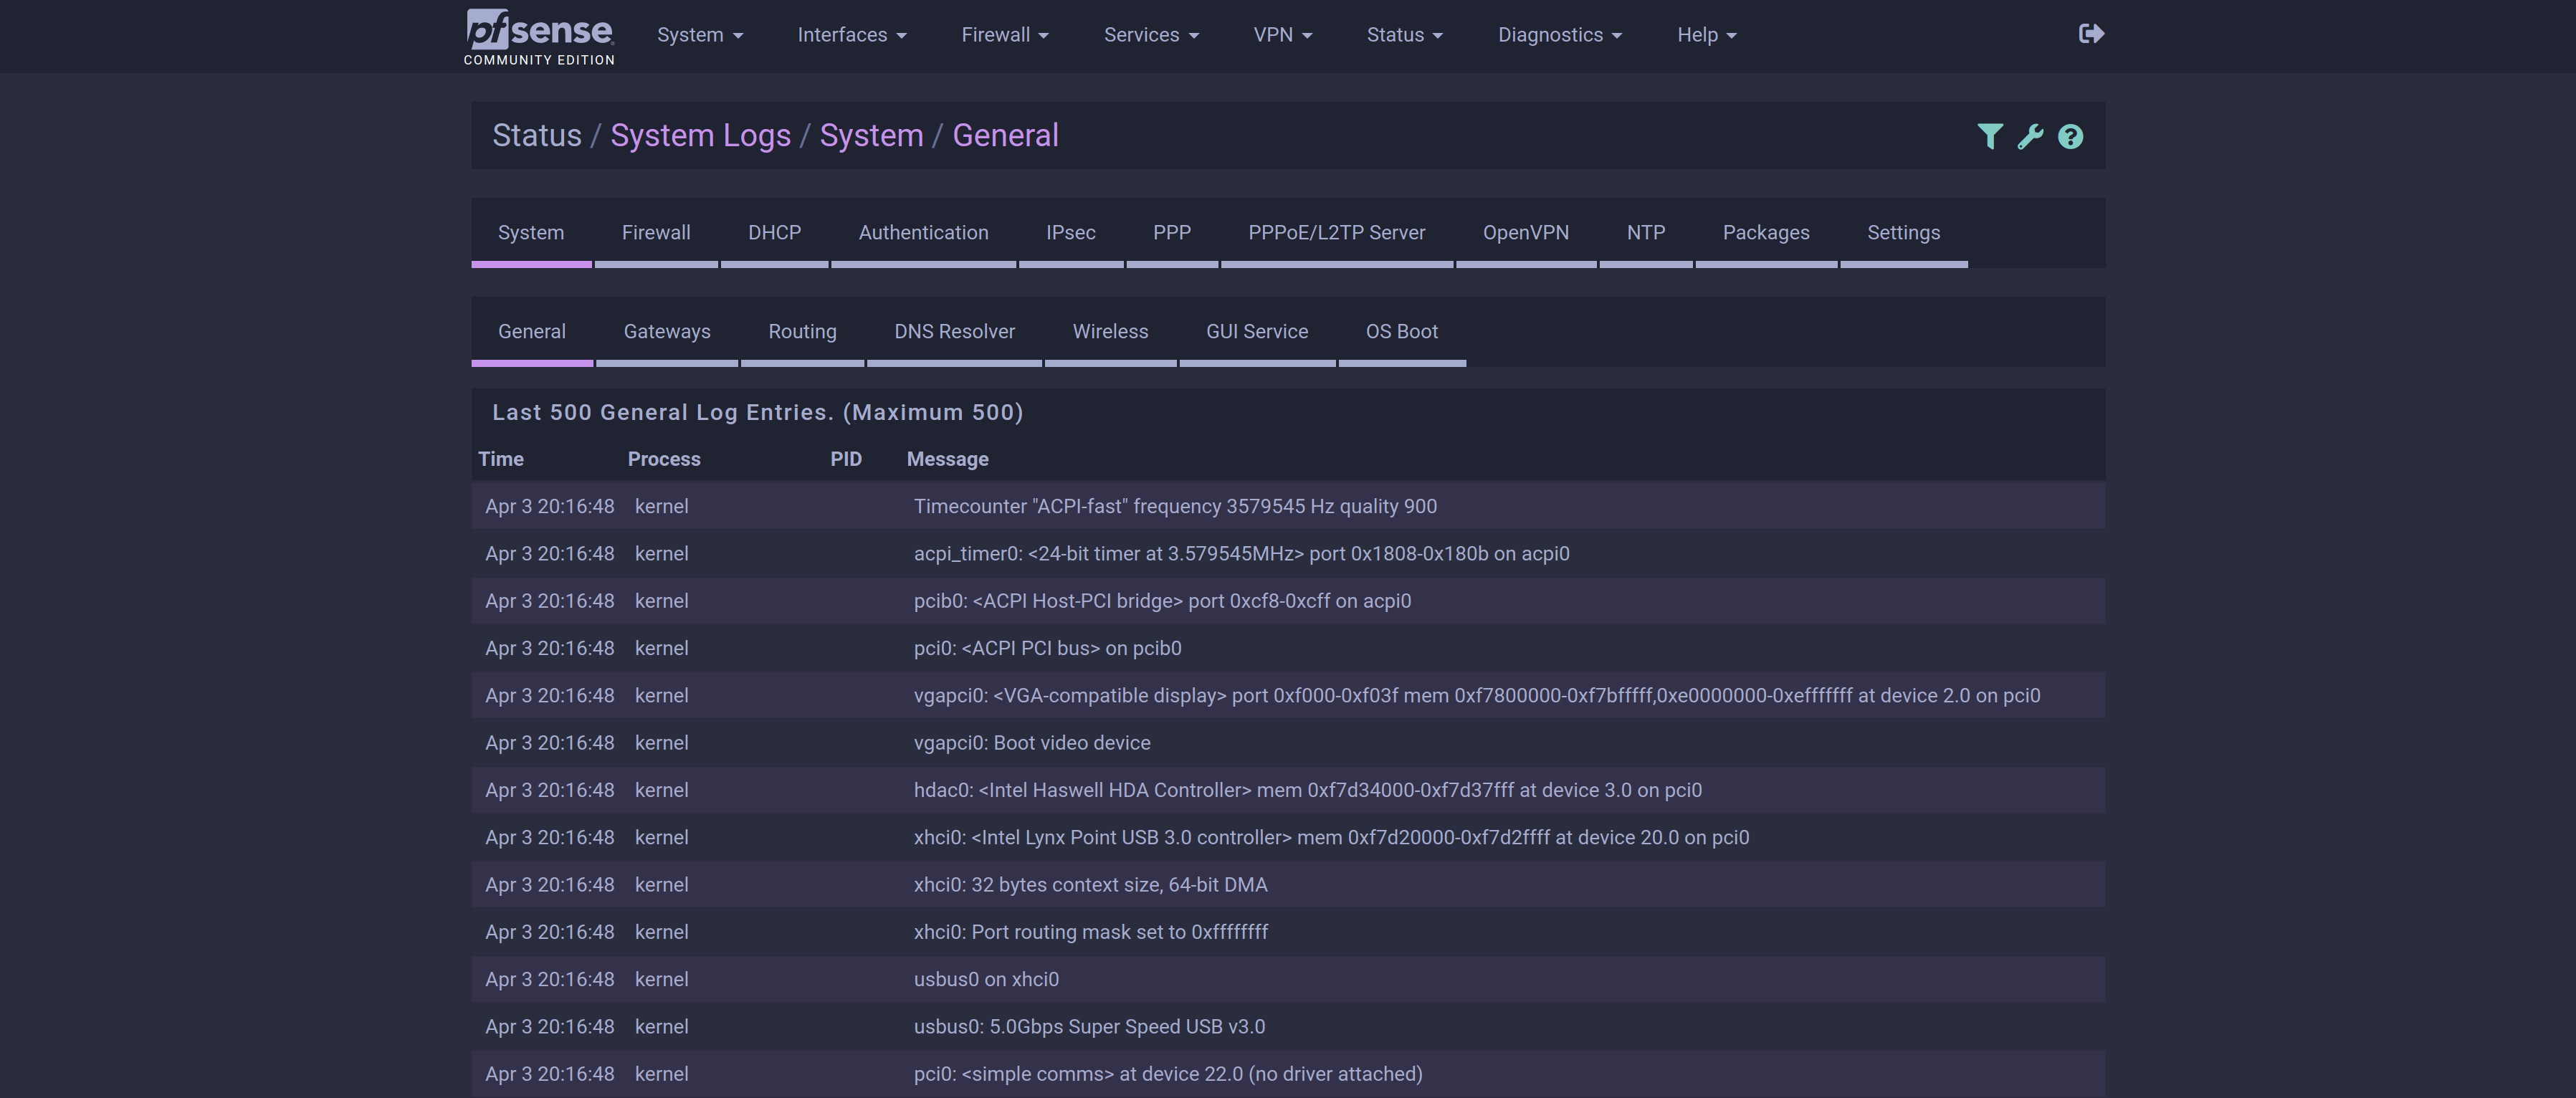 pfsense
COMMUNITY EDITION
System Interfaces Firewall Services VPN Status Diagnostics Help
Status / System Logs / System / General
System Firewall DHCP Authentication IPsec PPP PPPoE/L2TP Server OpenVPN NTP Packages Settings
General Gateways Routing DNS Resolver Wireless GUI Service OS Boot
Last 500 General Log Entries. (Maximum 500)
Time Process PID Message
Apr 3 20:16:48 kernel Timecounter "ACPI-fast" frequency 3579545 Hz quality 900
Apr 3 20:16:48 kernel acpi_timer0: <24-bit timer at 3.579545MHz> port 0x1808-0x180b on acpi0
Apr 3 20:16:48 kernel pcib0: <ACPI Host-PCI bridge> port 0xcf8-0xcff on acpi0
Apr 3 20:16:48 kernel pci0: <ACPI PCI bus> on pcib0
Apr 3 20:16:48 kernel vgapci0: <VGA-compatible display> port 0xf000-0xf03f mem 0xf7800000-0xf7bfffff,0xe0000000-0xefffffff at device 2.0 on pci0
Apr 3 20:16:48 kernel vgapci0: Boot video device
Apr 3 20:16:48 kernel hdac0: <Intel Haswell HDA Controller> mem 0xf7d34000-0xf7d37fff at device 3.0 on pci0
Apr 3 20:16:48 kernel xhci0: <Intel Lynx Point USB 3.0 controller> mem 0xf7d20000-0xf7d2ffff at device 20.0 on pci0
Apr 3 20:16:48 kernel xhci0: 32 bytes context size, 64-bit DMA
Apr 3 20:16:48 kernel xhci0: Port routing mask set to 0xffffffff
Apr 3 20:16:48 kernel usbus0 on xhci0
Apr 3 20:16:48 kernel usbus0: 5.0Gbps Super Speed USB v3.0
Apr 3 20:16:48 kernel pci0: <simple comms> at device 22.0 (no driver attached)